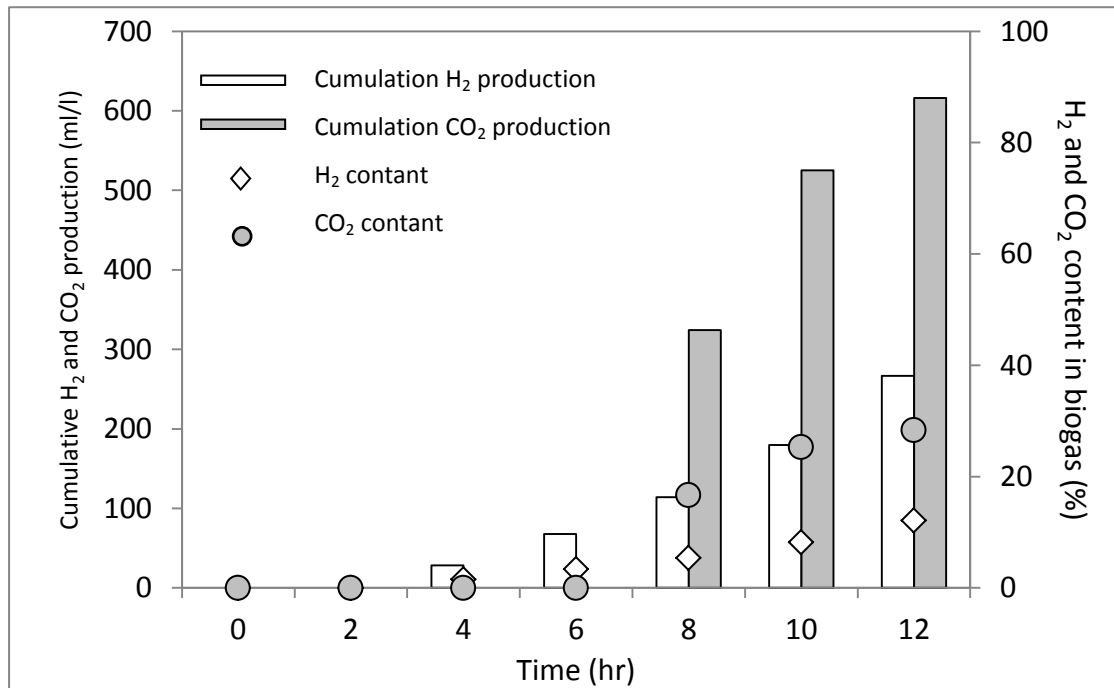 Cumulative H₂ and CO₂ production (ml/l)
700
600
500
400
300
200
100
0
Cumulation H₂ production
Cumulation CO₂ production
H₂ contant
CO₂ contant
100
80
60
40
20
0
H₂ and CO₂ content in biogas (%)
0 2 4 6 8 10 12
Time (hr)